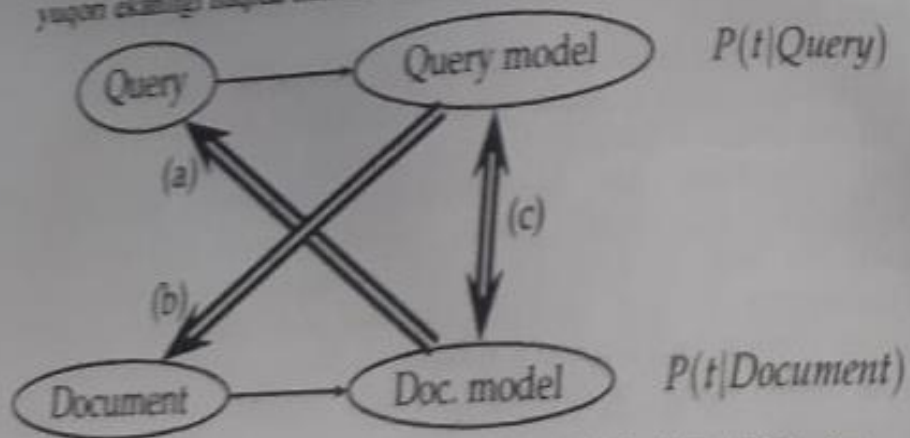 Query
Query model
P(t|Query)
(a)
(c)
(b)
Document
Doc. model
P(t|Document)